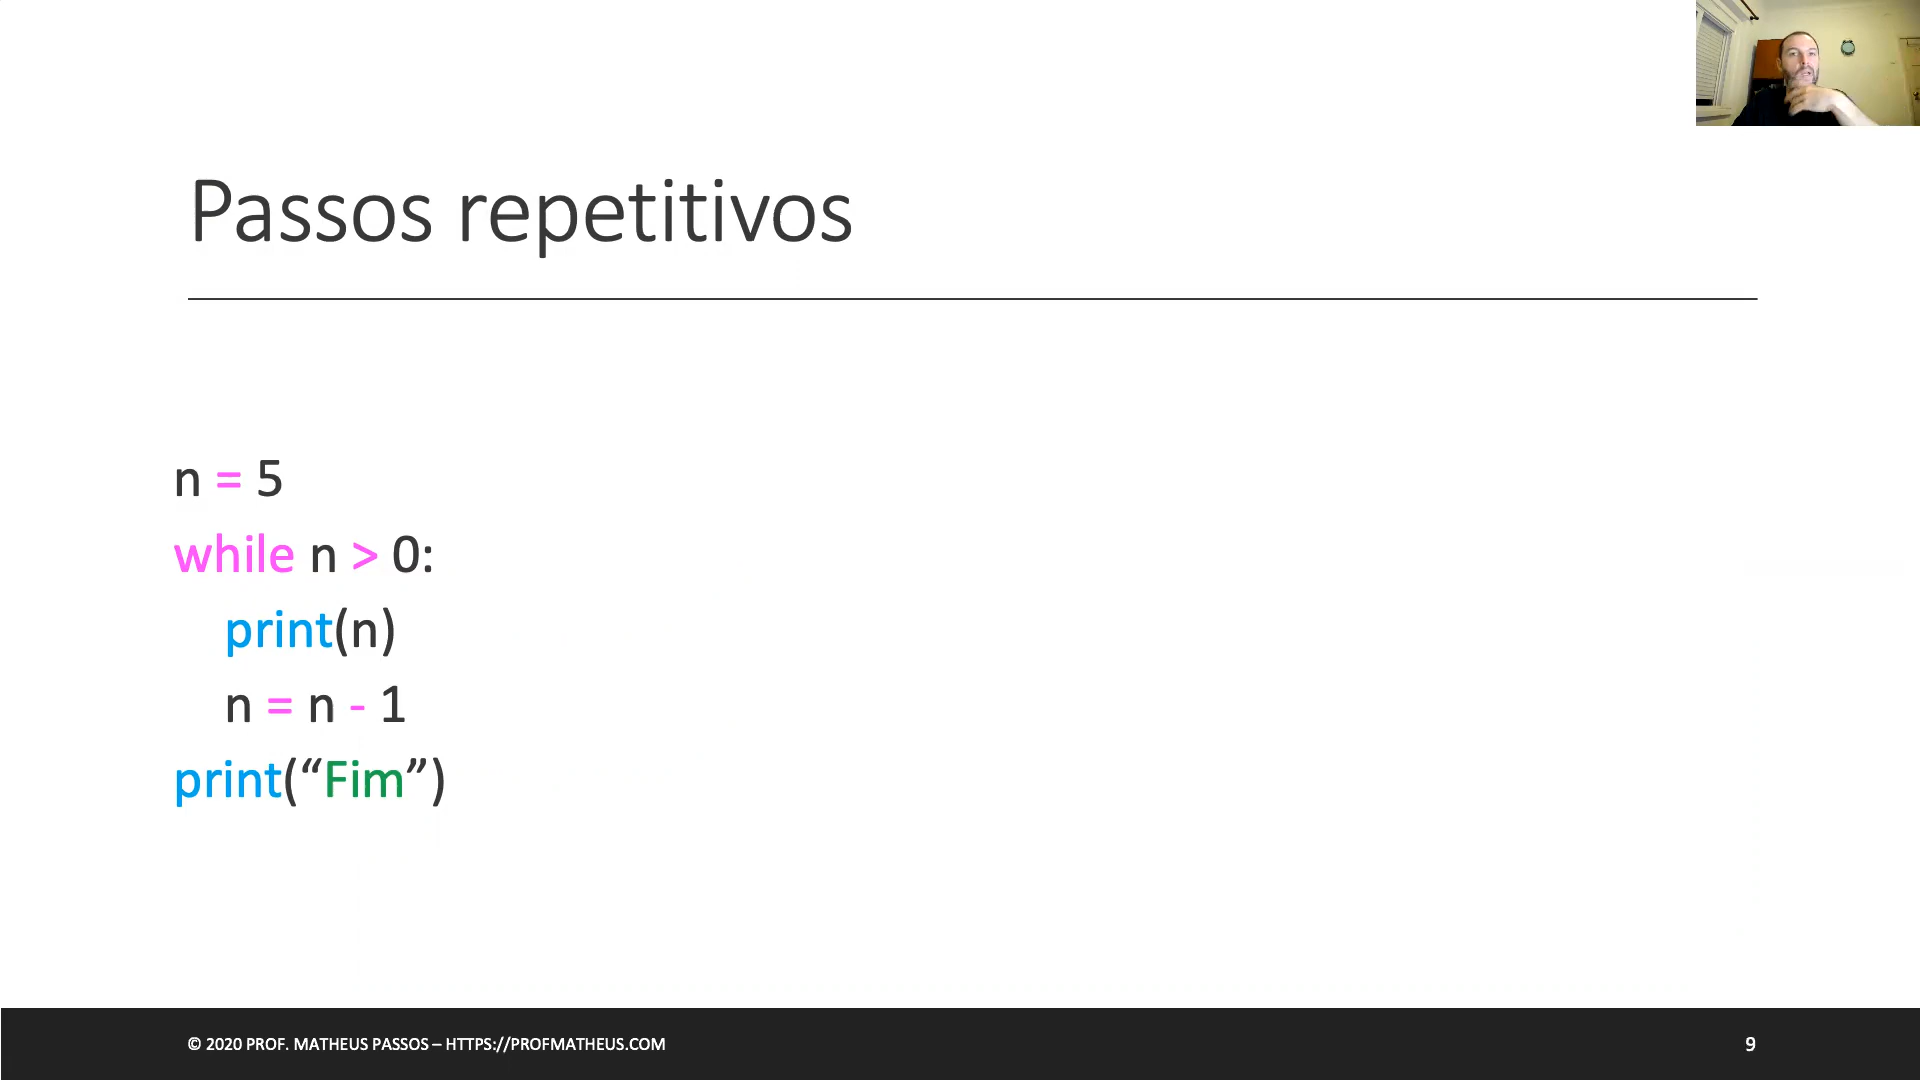 Passos repetitivos
n = 5
while n > 0:
print(n)
n = n - 1
print(“Fim”)
© 2020 PROF. MATHEUS PASSOS – HTTPS://PROFMATHEUS.COM
9